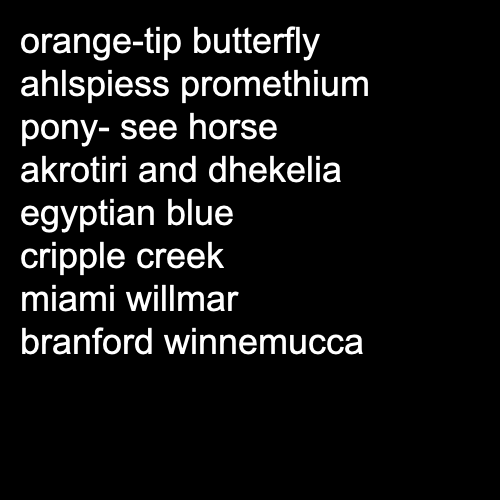 orange-tip butterfly
ahlspiess promethium
pony- see horse
akrotiri and dhekelia
egyptian blue
cripple creek
miami willmar
branford winnemucca